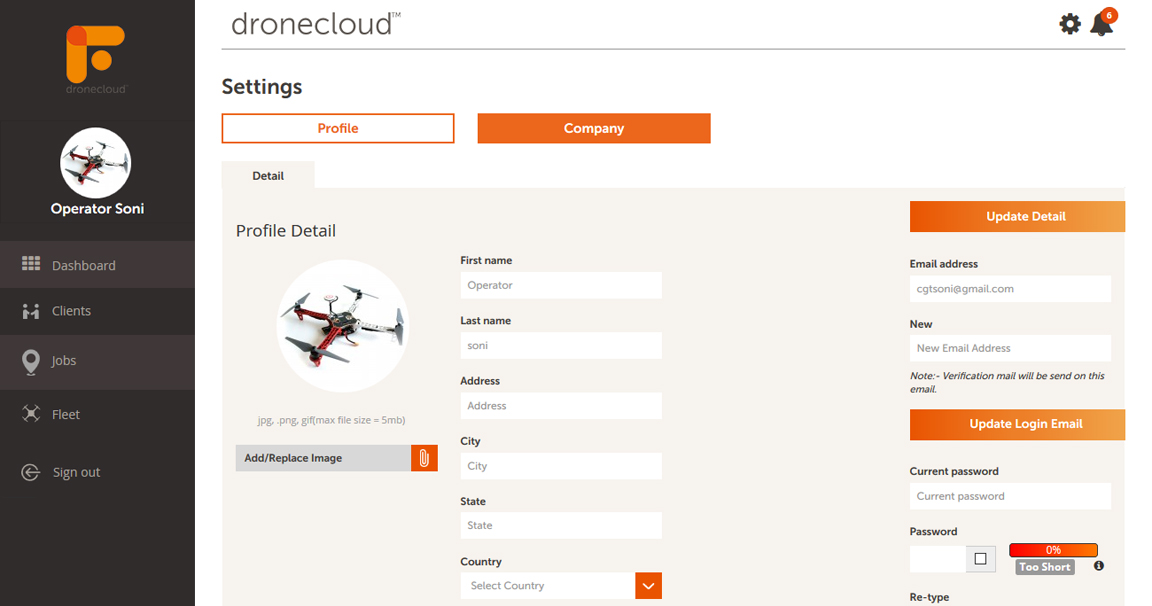 dronecloud™
6
dronecloud
Operator Soni
Dashboard
Clients
Jobs
Fleet
Sign out
Settings
Profile
Company
Detail
Profile Detail
jpg, .png, gif(max file size = 5mb)
Add/Replace Image
First name
Operator
Last name
soni
Address
Address
City
City
State
State
Country
Select Country
Update Detail
Email address
cgtsoni@gmail.com
New
New Email Address
Note:- Verification mail will be send on this
email.
Update Login Email
Current password
Current password
Password
0%
Too Short
Re-type